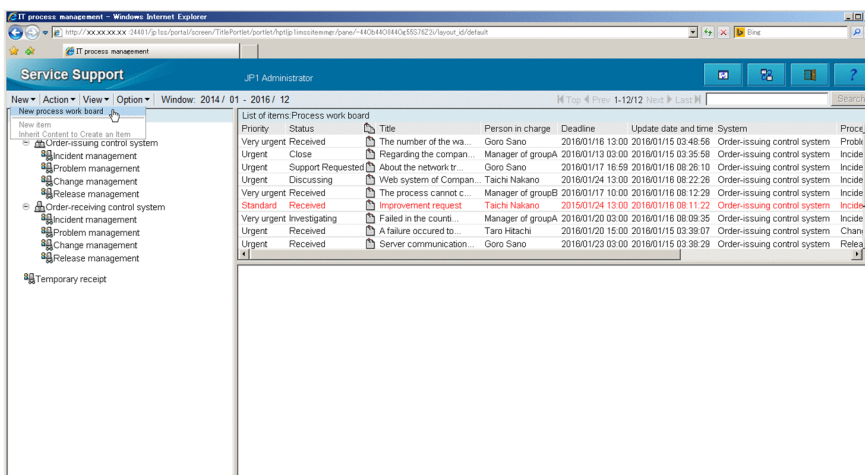 IT process management - Windows Internet Explorer
http://xx.xx.xx.xx :24401/jp1iss/portal/screen/TitlePortlet/portlet/hptljp1imssitemmgr/pane/-44Ob44O844Og55S76Z2i/layout_id/default
Bing
IT process management
Service Support
JP1 Administrator
New Action View Option Window: 2014 / 01 - 2016 / 12
Top Prev 1-12/12 Next Last Search
New process work board
New item
Inherit Content to Create an Item
Order-issuing control system
Incident management
Problem management
Change management
Release management
Order-receiving control system
Incident management
Problem management
Change management
Release management
Temporary receipt
List of items:Process work board
Priority Status Title Person in charge Deadline Update date and time System Proce
Very urgent Received The number of the wa... Goro Sano 2016/01/16 13:00 2016/01/15 03:48:56 Order-issuing control system Proble
Urgent Close Regarding the compan... Manager of groupA 2016/01/13 03:00 2016/01/15 03:35:58 Order-issuing control system Incide
Urgent Support Requested About the network tr... Goro Sano 2016/01/17 16:59 2016/01/16 08:26:10 Order-issuing control system Incide
Urgent Discussing Web system of Compan... Taichi Nakano 2016/01/24 13:00 2016/01/16 08:22:26 Order-issuing control system Incide
Very urgent Received The process cannot c... Manager of groupB 2016/01/17 10:00 2016/01/16 08:12:29 Order-issuing control system Incide
Standard Received Improvement request Taichi Nakano 2015/01/24 13:00 2016/01/16 08:11:22 Order-issuing control system Incide
Very urgent Investigating Failed in the counti... Manager of groupA 2016/01/20 03:00 2016/01/16 08:09:35 Order-issuing control system Incide
Urgent Received A failure occured to... Taro Hitachi 2016/01/20 15:00 2016/01/15 03:39:07 Order-issuing control system Chang
Urgent Received Server communication... Goro Sano 2016/01/23 03:00 2016/01/15 03:38:29 Order-issuing control system Relea